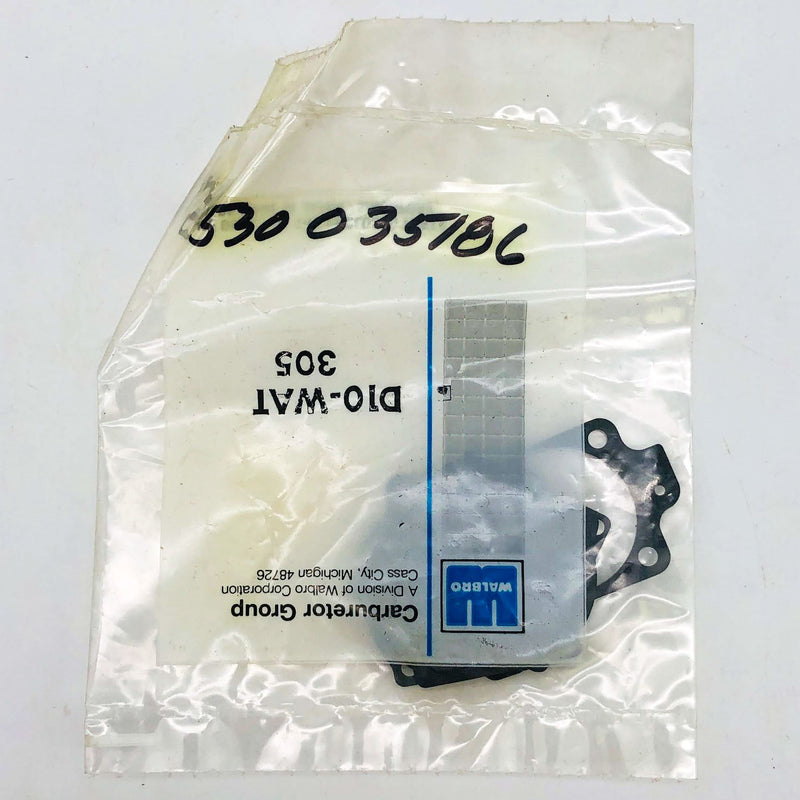 530 035186
WALBRO
Carburetor Group
A Division of Walbro Corporation
Cass City, Michigan 48726
D10-WAT
305